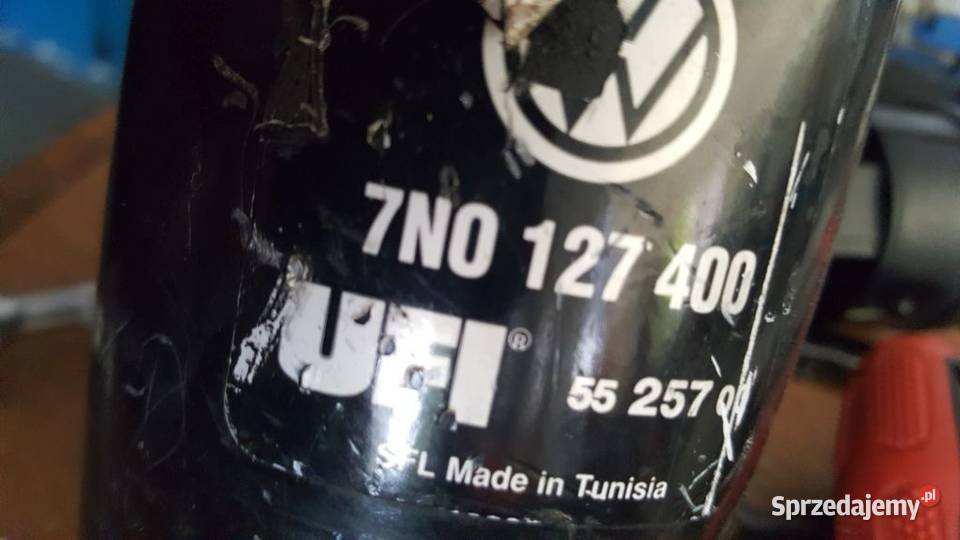 7N0 127 400
UFI®
55 257
SFL Made in Tunisia
Sprzedajemy.pl